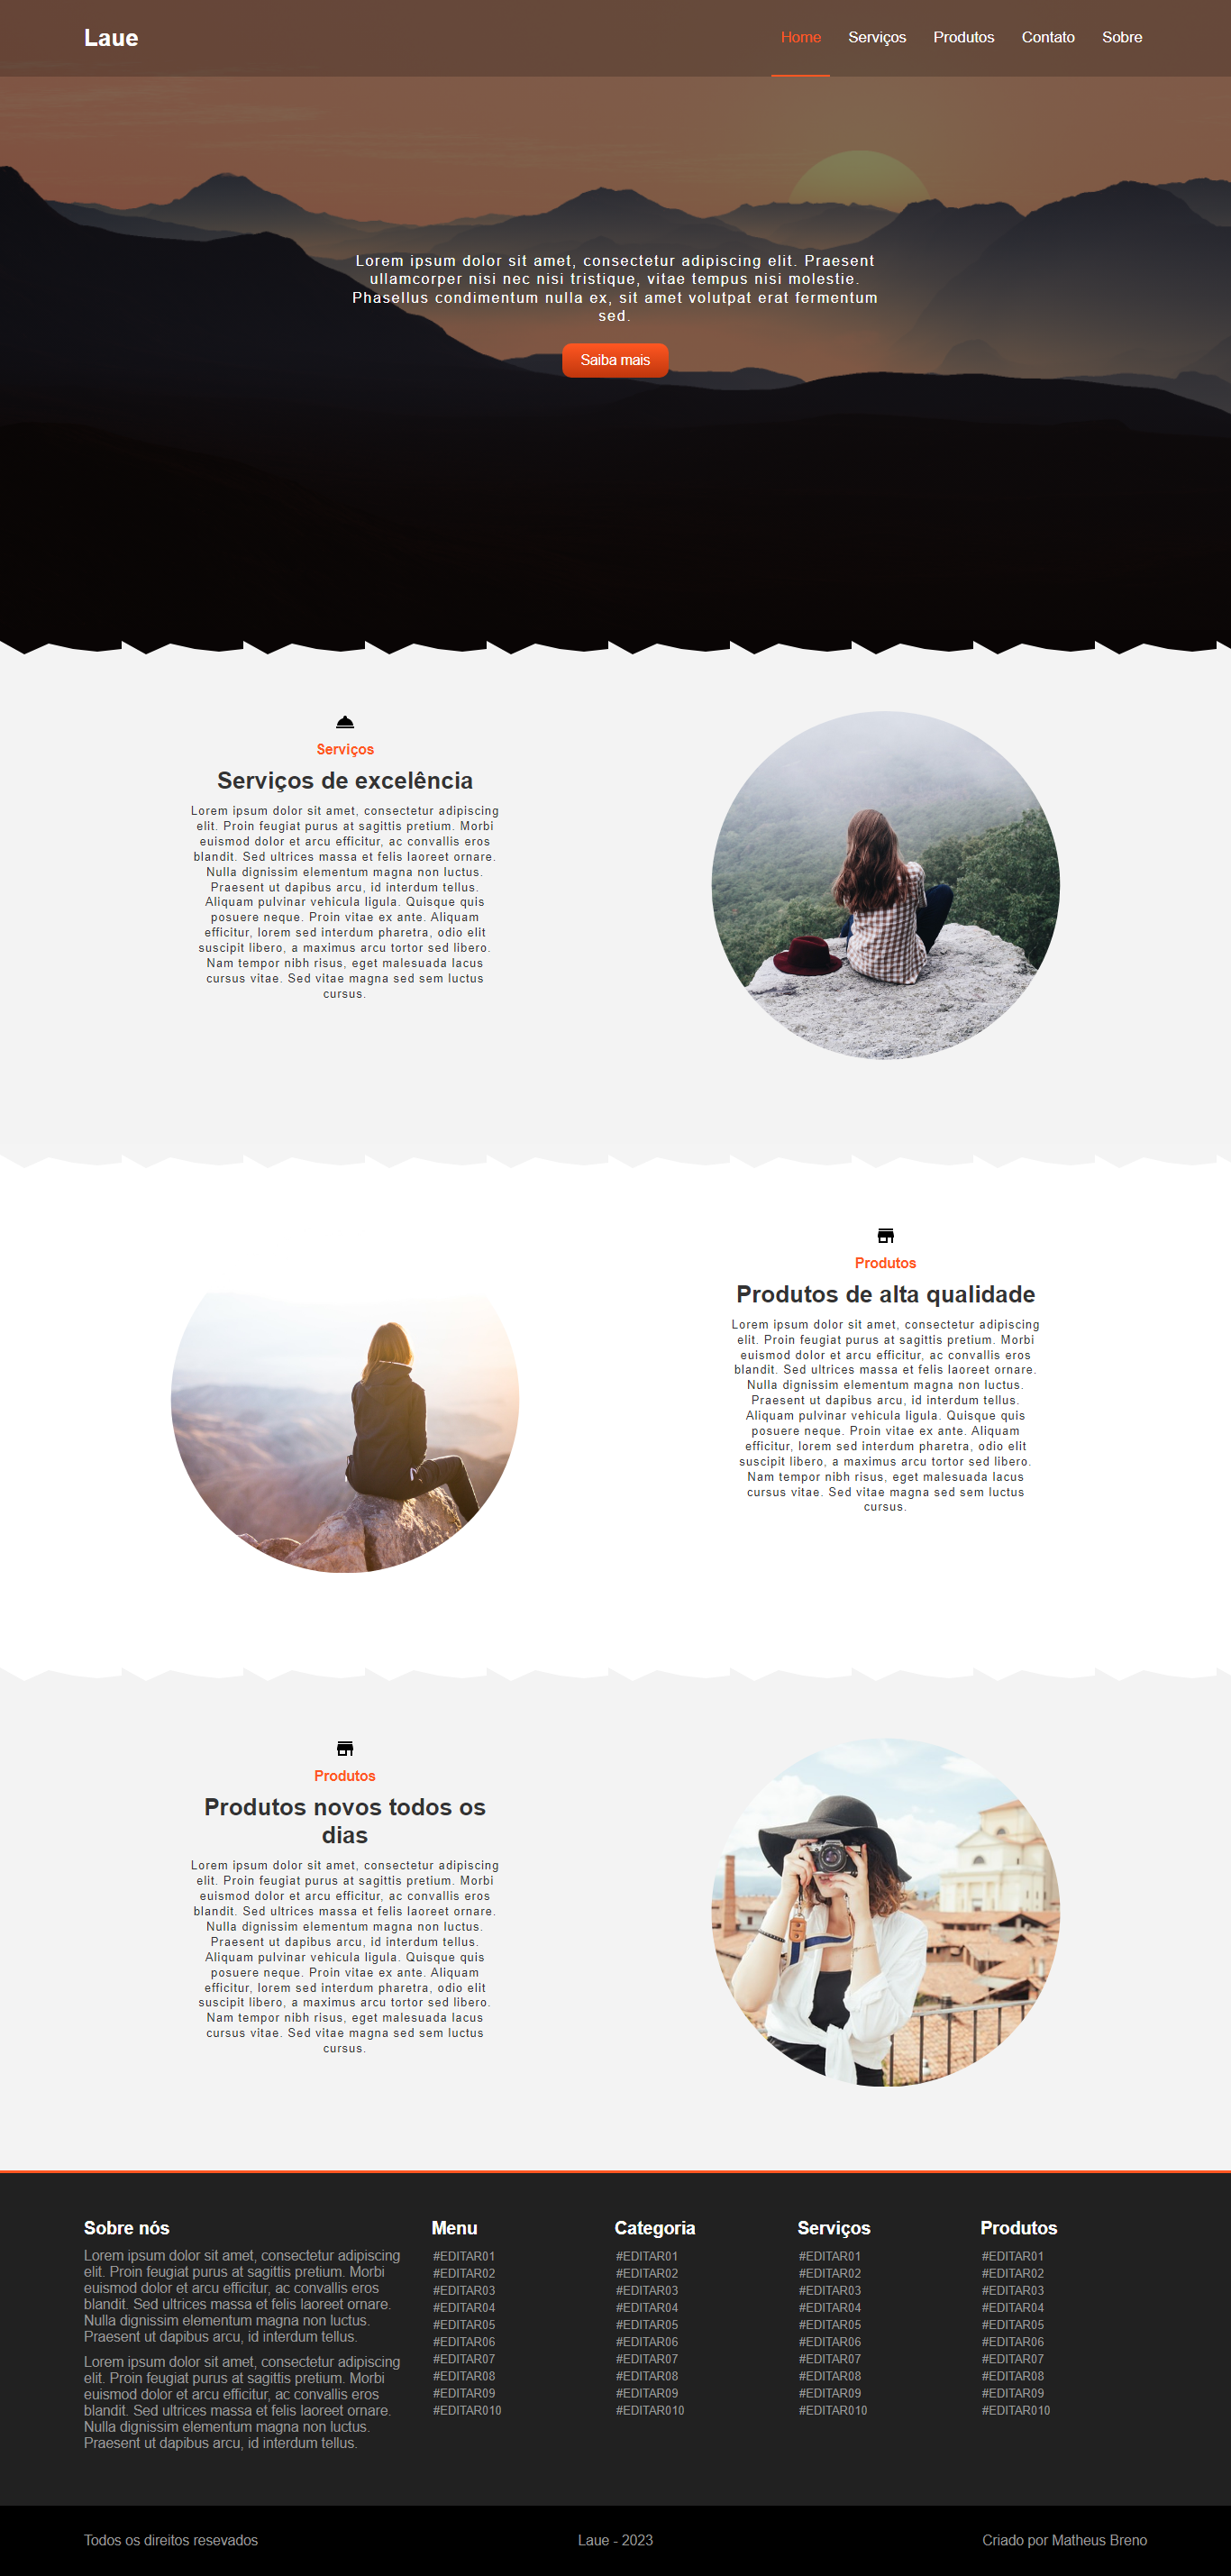 Laue
Home Serviços Produtos Contato Sobre
Lorem ipsum dolor sit amet, consectetur adipiscing elit. Praesent
ullamcorper nisi nec nisi tristique, vitae tempus nisi molestie.
Phasellus condimentum nulla ex, sit amet volutpat erat fermentum
sed.
Saiba mais
Serviços
Serviços de excelência
Lorem ipsum dolor sit amet, consectetur adipiscing
elit. Proin feugiat purus at sagittis pretium. Morbi
euismod dolor et arcu efficitur, ac convallis eros
blandit. Sed ultrices massa et felis laoreet ornare.
Nulla dignissim elementum magna non luctus.
Praesent ut dapibus arcu, id interdum tellus.
Aliquam pulvinar vehicula ligula. Quisque quis
posuere neque. Proin vitae ex ante. Aliquam
efficitur, lorem sed interdum pharetra, odio elit
suscipit libero, a maximus arcu tortor sed libero.
Nam tempor nibh risus, eget malesuada lacus
cursus vitae. Sed vitae magna sed sem luctus
cursus.
Produtos
Produtos de alta qualidade
Lorem ipsum dolor sit amet, consectetur adipiscing
elit. Proin feugiat purus at sagittis pretium. Morbi
euismod dolor et arcu efficitur, ac convallis eros
blandit. Sed ultrices massa et felis laoreet ornare.
Nulla dignissim elementum magna non luctus.
Praesent ut dapibus arcu, id interdum tellus.
Aliquam pulvinar vehicula ligula. Quisque quis
posuere neque. Proin vitae ex ante. Aliquam
efficitur, lorem sed interdum pharetra, odio elit
suscipit libero, a maximus arcu tortor sed libero.
Nam tempor nibh risus, eget malesuada lacus
cursus vitae. Sed vitae magna sed sem luctus
cursus.
Produtos
Produtos novos todos os
dias
Lorem ipsum dolor sit amet, consectetur adipiscing
elit. Proin feugiat purus at sagittis pretium. Morbi
euismod dolor et arcu efficitur, ac convallis eros
blandit. Sed ultrices massa et felis laoreet ornare.
Nulla dignissim elementum magna non luctus.
Praesent ut dapibus arcu, id interdum tellus.
Aliquam pulvinar vehicula ligula. Quisque quis
posuere neque. Proin vitae ex ante. Aliquam
efficitur, lorem sed interdum pharetra, odio elit
suscipit libero, a maximus arcu tortor sed libero.
Nam tempor nibh risus, eget malesuada lacus
cursus vitae. Sed vitae magna sed sem luctus
cursus.
Sobre nós
Lorem ipsum dolor sit amet, consectetur adipiscing
elit. Proin feugiat purus at sagittis pretium. Morbi
euismod dolor et arcu efficitur, ac convallis eros
blandit. Sed ultrices massa et felis laoreet ornare.
Nulla dignissim elementum magna non luctus.
Praesent ut dapibus arcu, id interdum tellus.
Lorem ipsum dolor sit amet, consectetur adipiscing
elit. Proin feugiat purus at sagittis pretium. Morbi
euismod dolor et arcu efficitur, ac convallis eros
blandit. Sed ultrices massa et felis laoreet ornare.
Nulla dignissim elementum magna non luctus.
Praesent ut dapibus arcu, id interdum tellus.
Menu
#EDITAR01
#EDITAR02
#EDITAR03
#EDITAR04
#EDITAR05
#EDITAR06
#EDITAR07
#EDITAR08
#EDITAR09
#EDITAR010
Categoria
#EDITAR01
#EDITAR02
#EDITAR03
#EDITAR04
#EDITAR05
#EDITAR06
#EDITAR07
#EDITAR08
#EDITAR09
#EDITAR010
Serviços
#EDITAR01
#EDITAR02
#EDITAR03
#EDITAR04
#EDITAR05
#EDITAR06
#EDITAR07
#EDITAR08
#EDITAR09
#EDITAR010
Produtos
#EDITAR01
#EDITAR02
#EDITAR03
#EDITAR04
#EDITAR05
#EDITAR06
#EDITAR07
#EDITAR08
#EDITAR09
#EDITAR010
Todos os direitos resevados
Laue - 2023
Criado por Matheus Breno